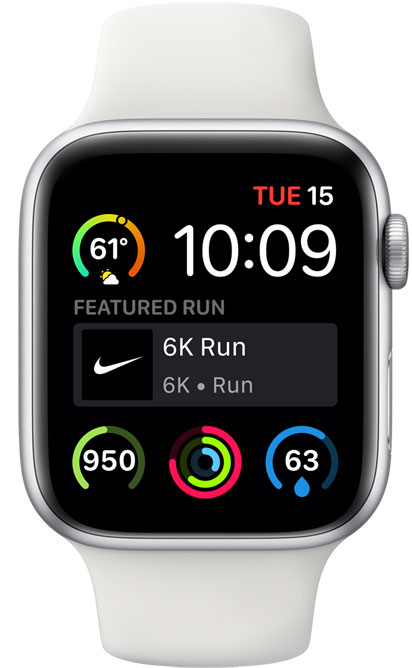 TUE 15
61°
10:09
FEATURED RUN
6K Run
6K • Run
950
63